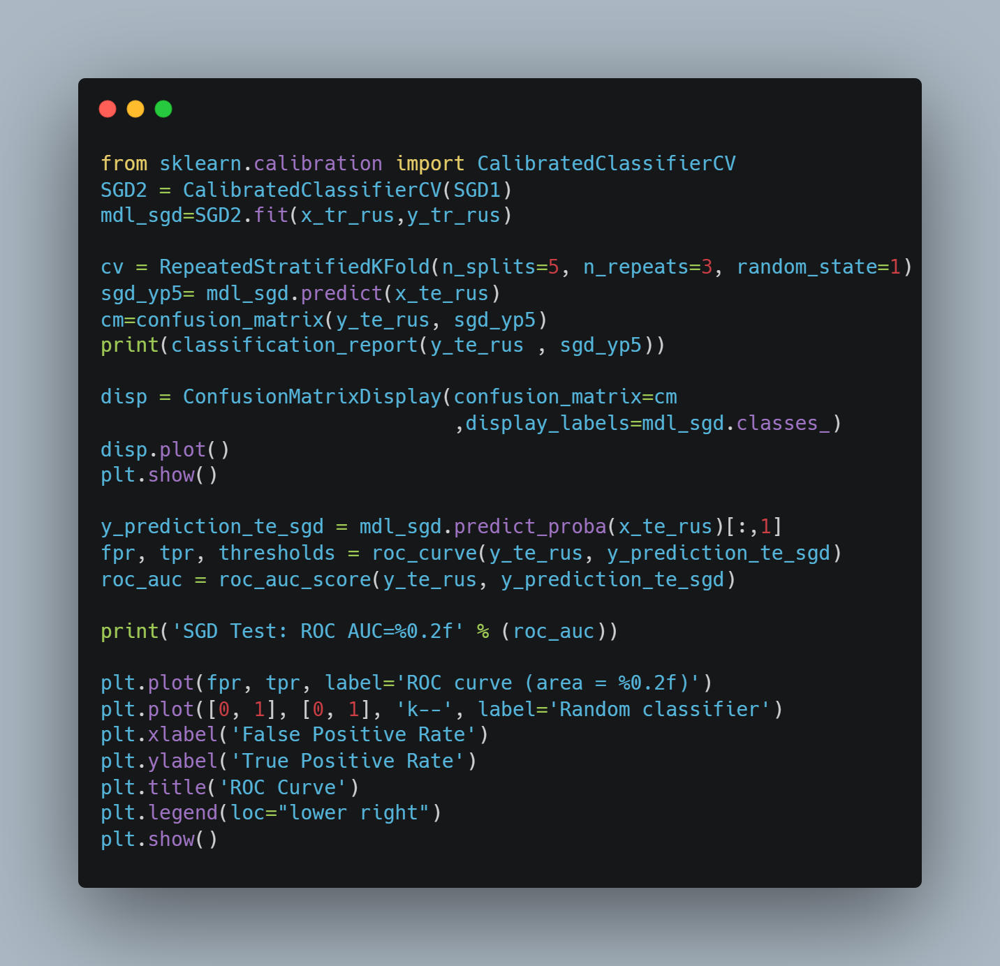 from sklearn.calibration import CalibratedClassifierCV
SGD2 = CalibratedClassifierCV(SGD1)
mdl_sgd=SGD2.fit(x_tr_rus,y_tr_rus)

cv = RepeatedStratifiedKFold(n_splits=5, n_repeats=3, random_state=1)
sgd_yp5= mdl_sgd.predict(x_te_rus)
cm=confusion_matrix(y_te_rus, sgd_yp5)
print(classification_report(y_te_rus , sgd_yp5))

disp = ConfusionMatrixDisplay(confusion_matrix=cm
                              ,display_labels=mdl_sgd.classes_)
disp.plot()
plt.show()

y_prediction_te_sgd = mdl_sgd.predict_proba(x_te_rus)[:,1]
fpr, tpr, thresholds = roc_curve(y_te_rus, y_prediction_te_sgd)
roc_auc = roc_auc_score(y_te_rus, y_prediction_te_sgd)

print('SGD Test: ROC AUC=%0.2f' % (roc_auc))

plt.plot(fpr, tpr, label='ROC curve (area = %0.2f)')
plt.plot([0, 1], [0, 1], 'k--', label='Random classifier')
plt.xlabel('False Positive Rate')
plt.ylabel('True Positive Rate')
plt.title('ROC Curve')
plt.legend(loc="lower right")
plt.show()